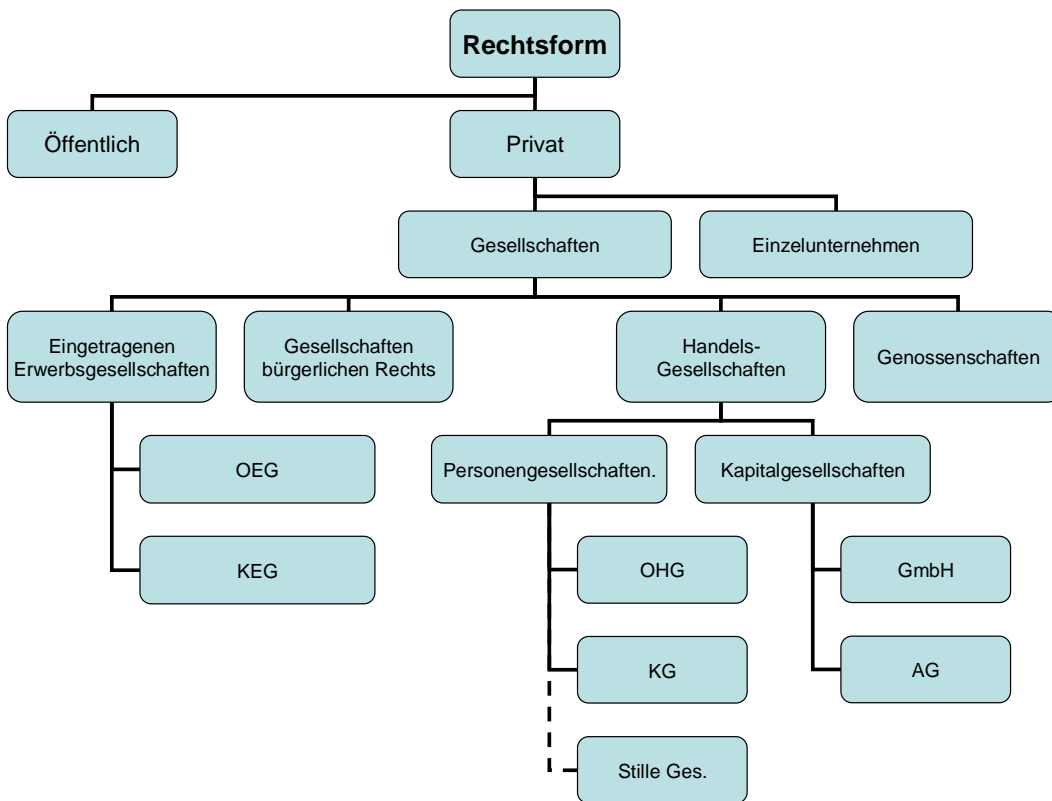 Rechtsform
Öffentlich
Privat
Gesellschaften
Einzelunternehmen
Eingetragenen
Erwerbsgesellschaften
Gesellschaften
bürgerlichen Rechts
Handels-
Gesellschaften
Genossenschaften
OEG
KEG
Personengesellschaften.
Kapitalgesellschaften
OHG
KG
Stille Ges.
GmbH
AG